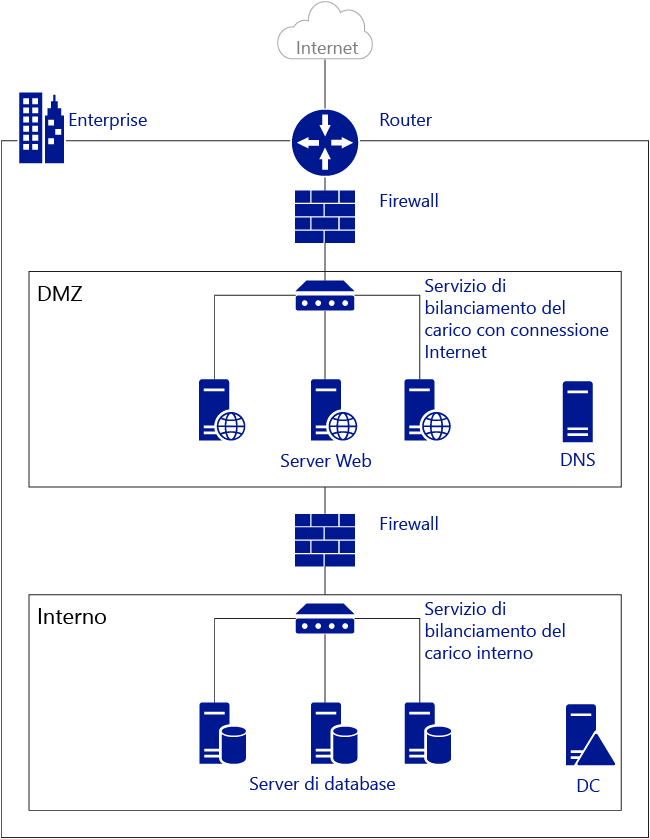 Internet
Enterprise
Router
Firewall
DMZ
Servizio di
bilanciamento del
carico con connessione
Internet
Server Web
DNS
Firewall
Interno
Servizio di
bilanciamento del
carico interno
Server di database
DC